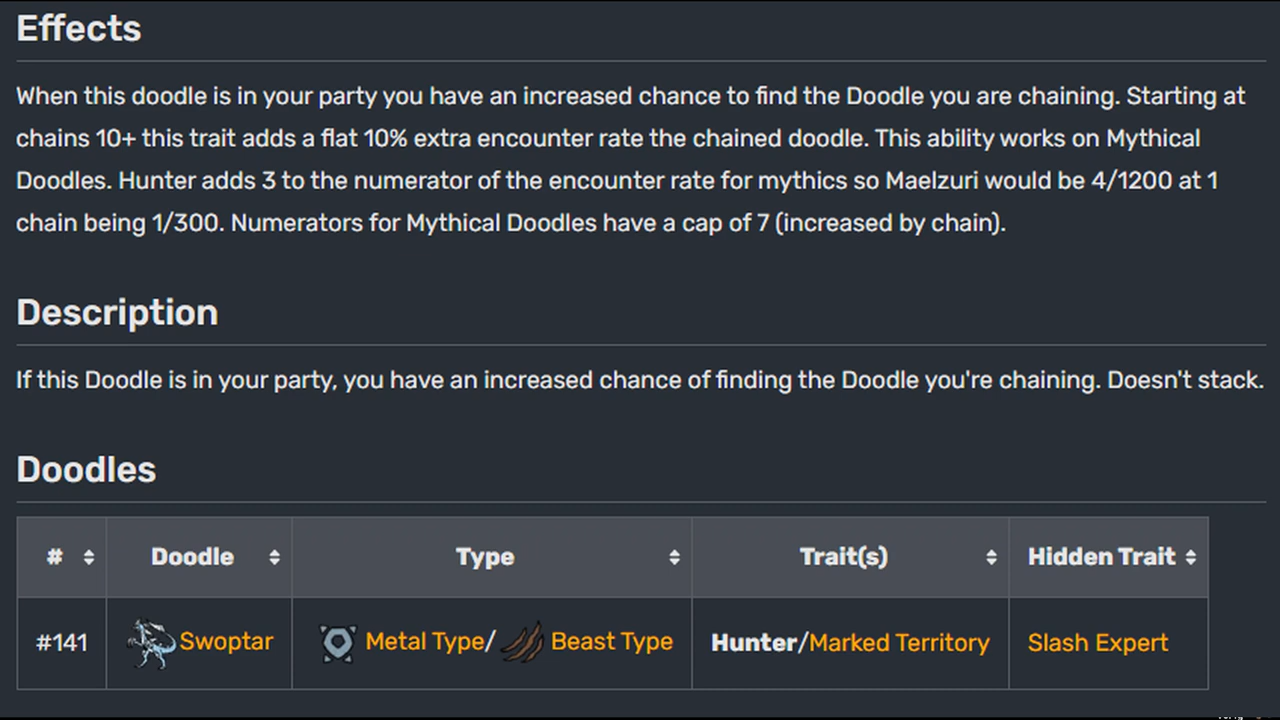 Effects
When this doodle is in your party you have an increased chance to find the Doodle you are chaining. Starting at
chains 10+ this trait adds a flat 10% extra encounter rate the chained doodle. This ability works on Mythical
Doodles. Hunter adds 3 to the numerator of the encounter rate for mythics so Maelzuri would be 4/1200 at 1
chain being 1/300. Numerators for Mythical Doodles have a cap of 7 (increased by chain).
Description
If this Doodle is in your party, you have an increased chance of finding the Doodle you're chaining. Doesn't stack.
Doodles
# Doodle Type Trait(s) Hidden Trait
#141 Swoptar Metal Type/ Beast Type Hunter/Marked Territory Slash Expert